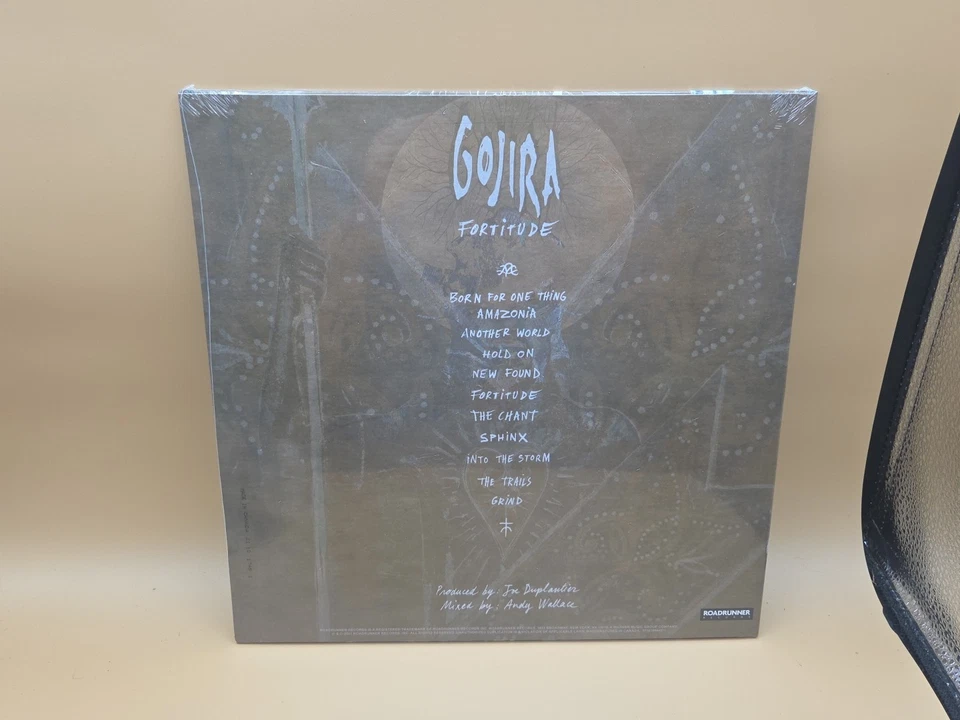 GOJIRA
FORTITUDE
BORN FOR ONE THING
AMAZONIA
ANOTHER WORLD
HOLD ON
NEW FOUND
FORTITUDE
THE CHANT
SPHINX
INTO THE STORM
THE TRAILS
GRIND
Produced by: Joe Duplantier
Mixed by: Andy Wallace
ROADRUNNER
RECORDS